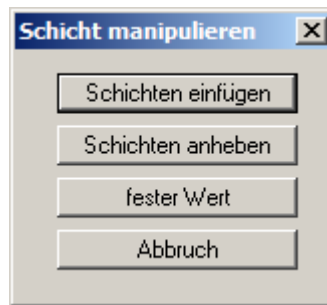 Schicht manipulieren
Schichten einfügen
Schichten anheben
fester Wert
Abbruch